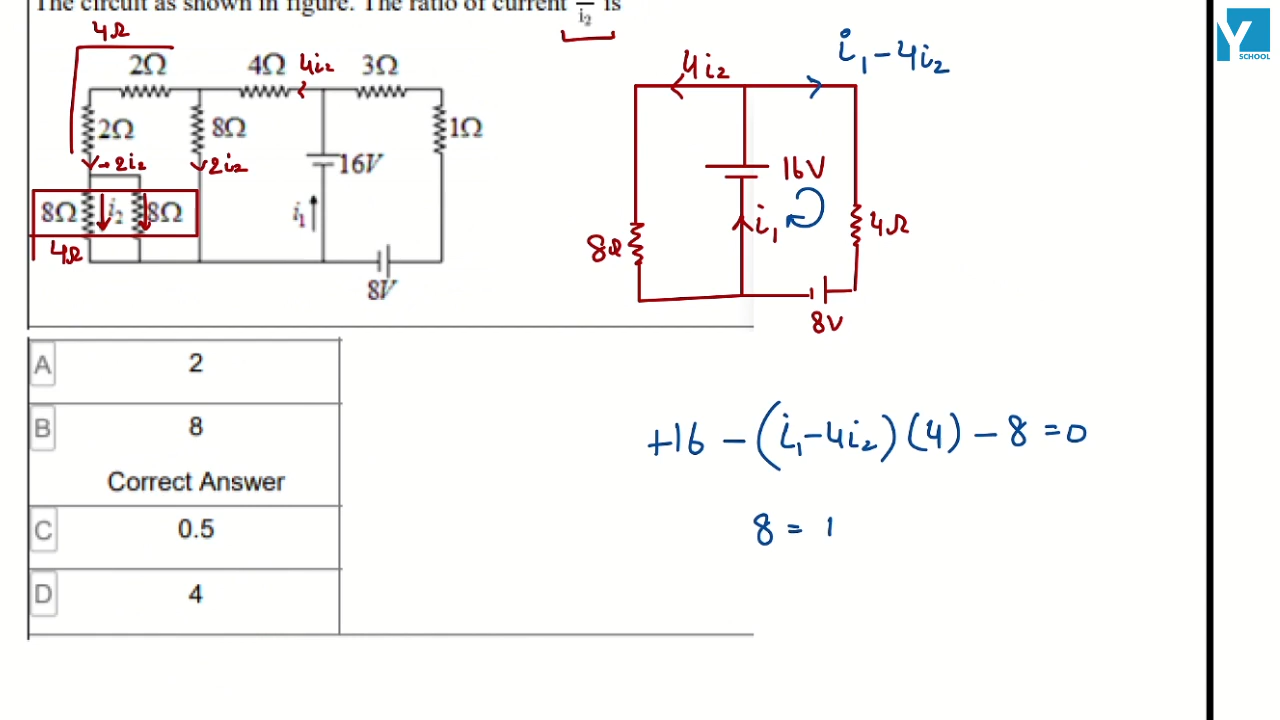 The circuit as shown in figure. The ratio of current — is
i₂
4Ω
2Ω 4Ω 4i₂ 3Ω
2Ω 8Ω 1Ω
2i₂ 2i₂ 16V
8Ω i₂ 8Ω i₁
4Ω
8V
4i₂ i₁-4i₂
16V
i₁ 4Ω
8Ω
8V
A 2
B 8
Correct Answer
C 0.5
D 4
+16 - (i₁-4i₂)(4) - 8 = 0
8 =
Y
SCHOOL